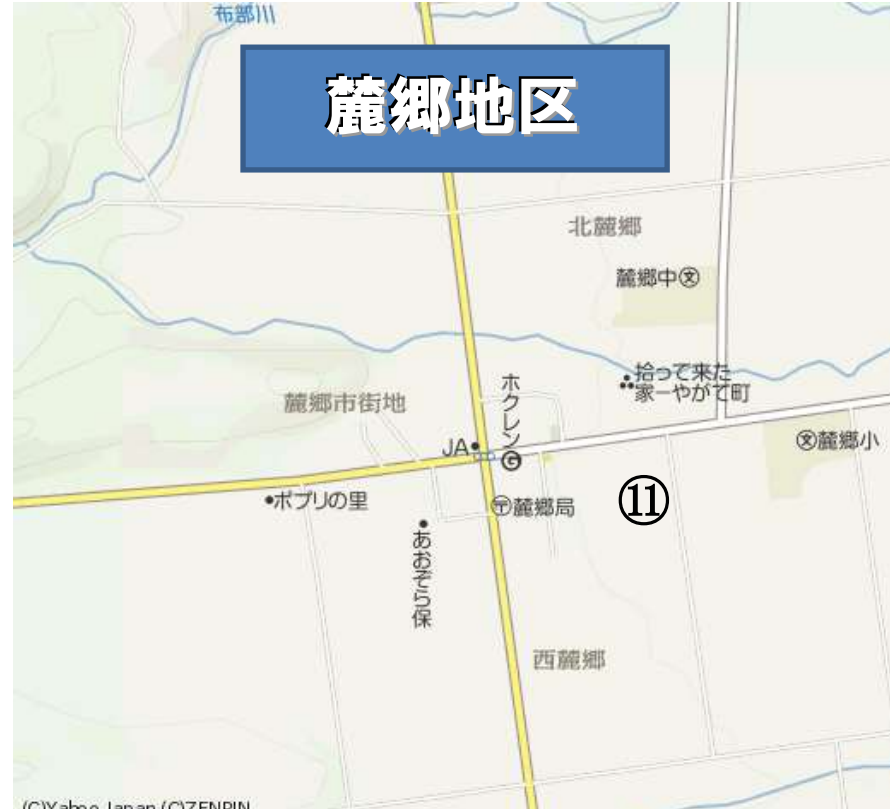 布部川
麓郷地区
北麓郷
麓郷中㊫
拾って来た
家ーやがて町
麓郷市街地
ホクレン
JA
G
㊫麓郷小
ポプリの里
〒麓郷局
⑪
あおぞら保
西麓郷
(C)Yahoo Japan (C)ZENRIN